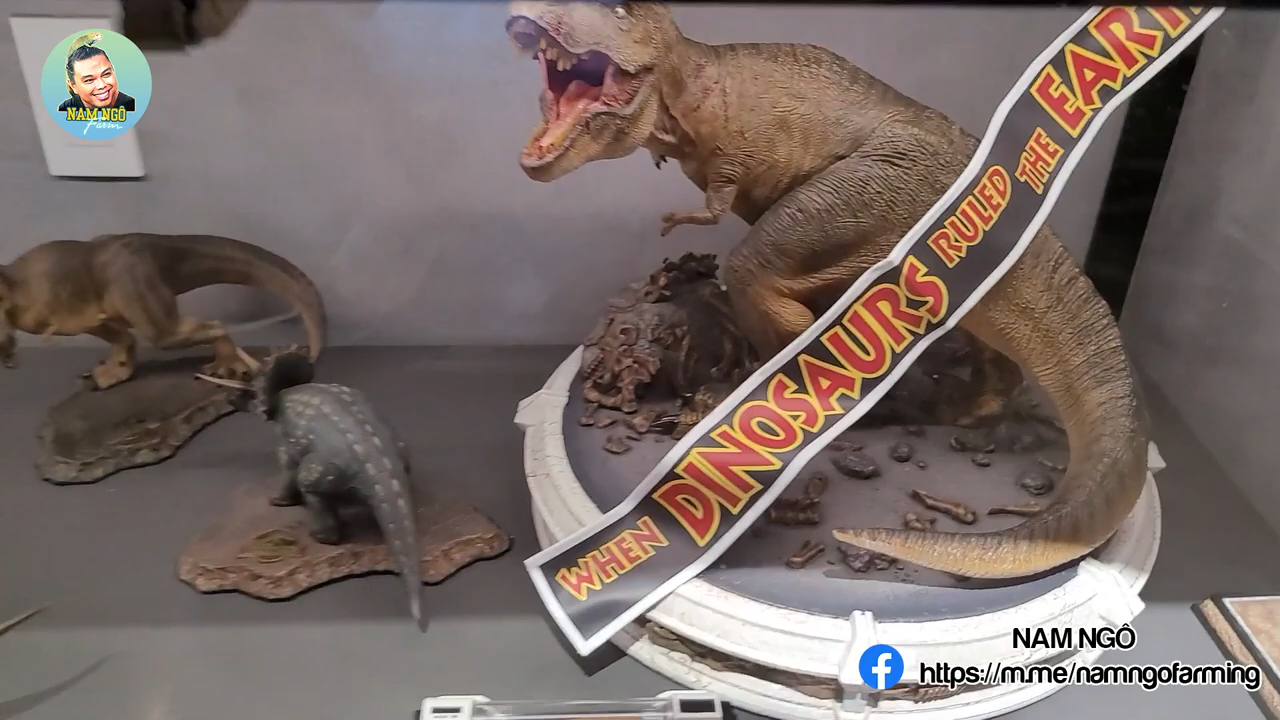 NAM NGÔ
Farm
WHEN DINOSAURS RULED THE EARTH
NAM NGÔ
https://m.me/namngofarming